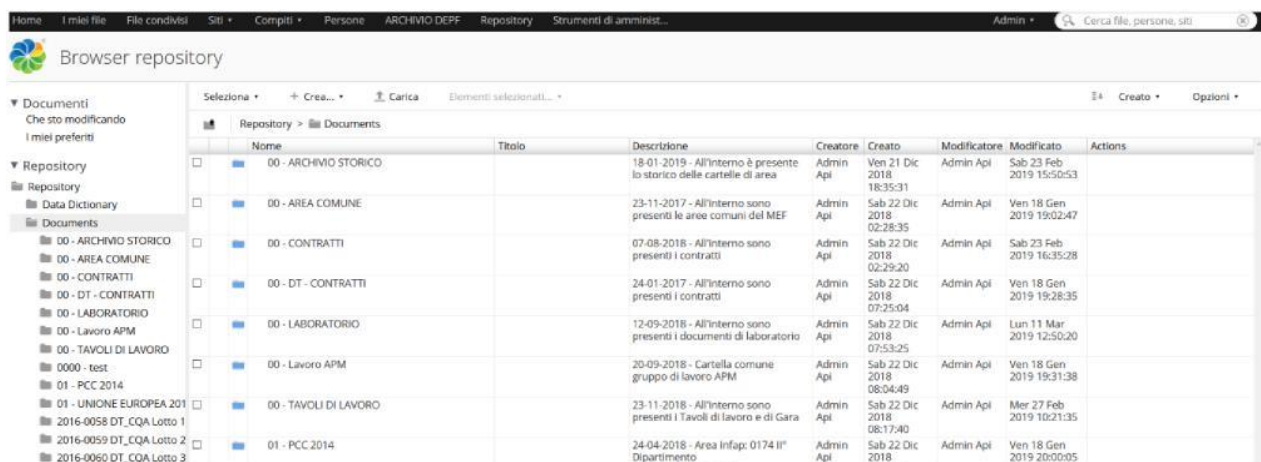 Home I miei file File condivisi Siti Compiti Persone ARCHIVIO DEPF Repository Strumenti di amminist... Admin Cerca file, persone, siti
Browser repository
Documenti
Che sto modificando
I miei preferiti
Repository
Repository
Data Dictionary
Documents
00 - ARCHIVIO STORICO
00 - AREA COMUNE
00 - CONTRATTI
00 - DT - CONTRATTI
00 - LABORATORIO
00 - Lavoro APM
00 - TAVOLI DI LAVORO
0000 - test
01 - PCC 2014
01 - UNIONE EUROPEA 201
2016-0058 DT_CQA Lotto 1
2016-0059 DT_CQA Lotto 2
2016-0060 DT_CQA Lotto 3
Seleziona + Crea... Carica Elementi selezionati... Creato Opzioni
Repository > Documents
Nome Titolo Descrizione Creatore Creato Modificatore Modificato Actions
00 - ARCHIVIO STORICO 18-01-2019 - All'interno è presente Admin Ven 21 Dic Admin Api Sab 23 Feb
lo storico delle cartelle di area Api 2018 2019 15:50:53
18:35:31
00 - AREA COMUNE 23-11-2017 - All'interno sono Admin Sab 22 Dic Admin Api Ven 18 Gen
presenti le aree comuni del MEF Api 2018 2019 19:02:47
02:28:35
00 - CONTRATTI 07-08-2018 - All'interno sono Admin Sab 22 Dic Admin Api Sab 23 Feb
presenti i contratti Api 2018 2019 16:35:28
02:29:20
00 - DT - CONTRATTI 24-01-2017 - All'interno sono Admin Sab 22 Dic Admin Api Ven 18 Gen
presenti i contratti Api 2018 2019 19:28:35
07:25:04
00 - LABORATORIO 12-09-2018 - All'interno sono Admin Sab 22 Dic Admin Api Lun 11 Mar
presenti i documenti di laboratorio Api 2018 2019 12:50:20
07:53:25
00 - Lavoro APM 20-09-2018 - Cartella comune Admin Sab 22 Dic Admin Api Ven 18 Gen
gruppo di lavoro APM Api 2018 2019 19:31:38
08:04:49
00 - TAVOLI DI LAVORO 23-11-2018 - All'interno sono Admin Sab 22 Dic Admin Api Mer 27 Feb
presenti i Tavoli di lavoro e di Gara Api 2018 2019 10:21:35
08:17:40
01 - PCC 2014 24-04-2018 - Area Infap: 0174 II° Admin Sab 22 Dic Admin Api Ven 18 Gen
Dipartimento Api 2018 2019 20:00:05